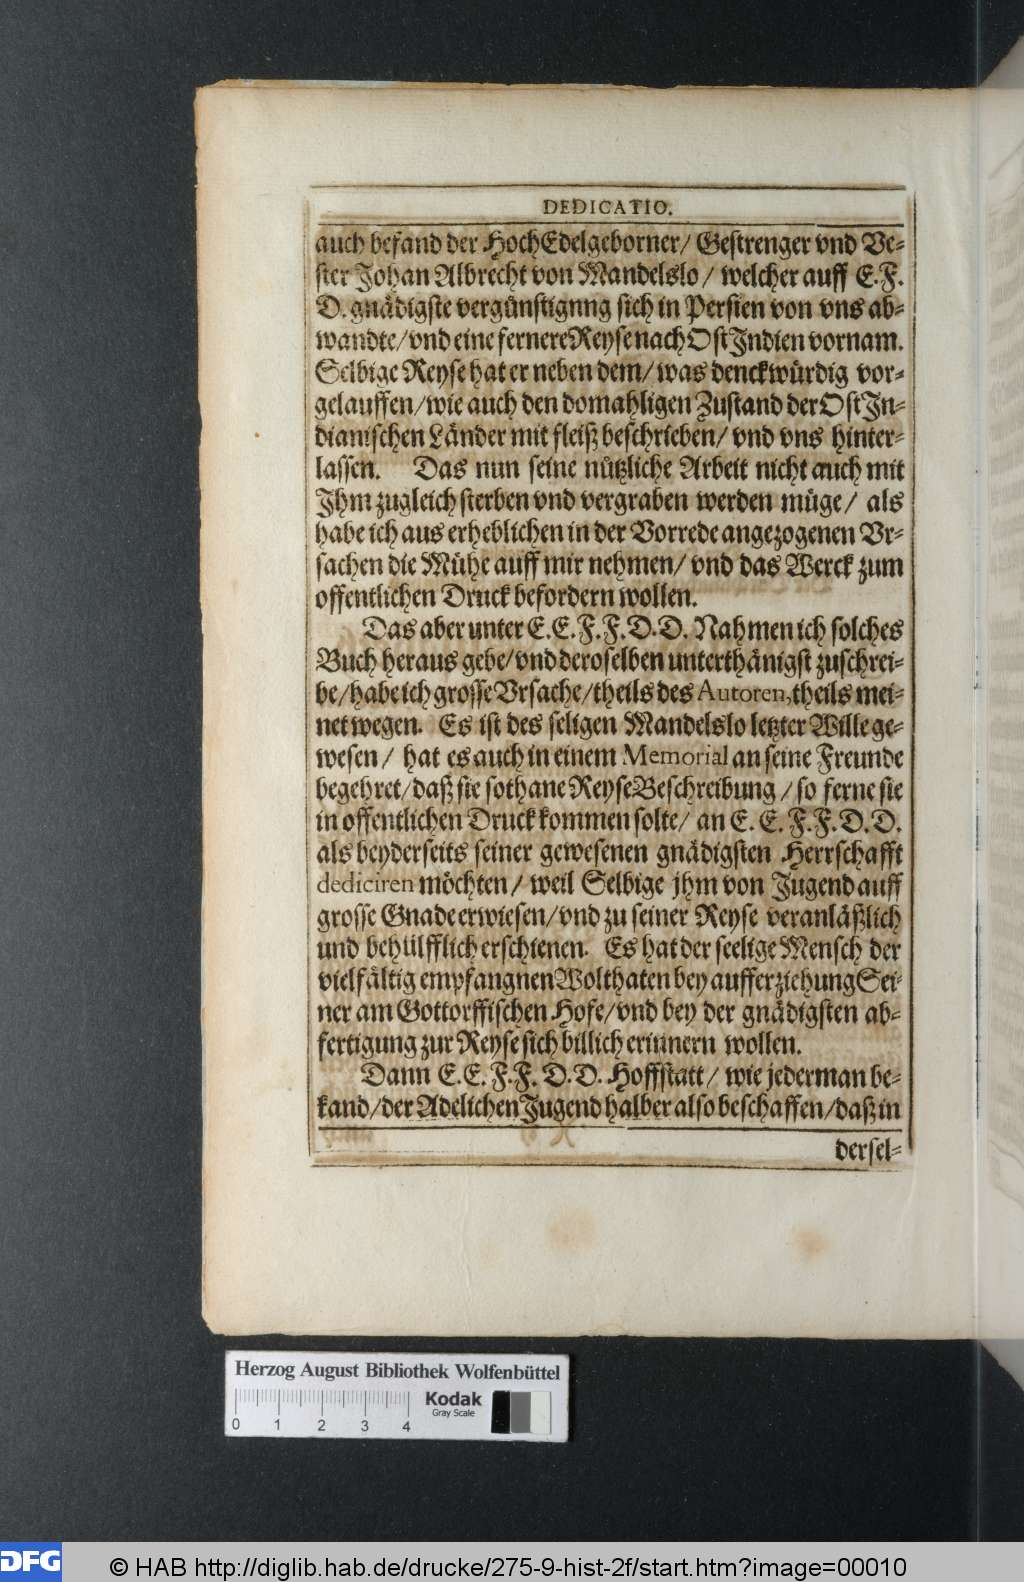 DEDICATIO.
auch befand der HochEdelgeborner/ Gestrenger vnd Ve-
ster Johan Albrecht von Mandelslo/ welcher auff E.F.
D. gnädigste vergünstigung sich in Persien von vns ab-
wandte/vnd eine fernere Reyse nach OstIndien vornam.
Selbige Reyse hat er neben dem/ was denckwürdig vor-
gelauffen/wie auch den domahligen Zustand der OstIn-
dianischen Länder mit fleiß beschrieben/ vnd vns hinter-
lassen. Das nun seine nützliche Arbeit nicht auch mit
Ihm zugleich sterben vnd vergraben werden müge/ als
habe ich aus erheblichen in der Vorrede angezogenen Vr-
sachen die Mühe auff mir nehmen/ vnd das Werck zum
offentlichen Druck befordern wollen.
Das aber unter E.E.F.F.D.D. Nahmen ich solches
Buch heraus gebe/vnd deroselben unterthänigst zuschrei-
be/habe ich grosse Vrsache/theils des Autoren, theils mei-
netwegen. Es ist des seligen Mandelslo letzter Wille ge-
wesen/ hat es auch in einem Memorial an seine Freunde
begehret/daß sie sothane ReyseBeschreibung/so ferne sie
in offentlichen Druck kommen solte/ an E.E.F.F.D.D.
als beyderseits seiner gewesenen gnädigsten Herrschafft
dediciren möchten/ weil Selbige jhm von Jugend auff
grosse Gnade erwiesen/vnd zu seiner Reyse veranläßlich
und behülfflich erschienen. Es hat der seelige Mensch der
vielfältig empfangnen Wolthaten bey aufferziehung Sei-
ner am Gottorffischen Hofe/vnd bey der gnädigsten ab-
fertigung zur Reyse sich billich erinnern wollen.
Dann E.E.F.F.D.D. Hoffstatt/ wie jederman be-
kand/der Adelichen Jugend halber also beschaffen/daß in
dersel-
Herzog August Bibliothek Wolfenbüttel
Kodak
Gray Scale
0 1 2 3 4
DFG
© HAB http://diglib.hab.de/drucke/275-9-hist-2f/start.htm?image=00010